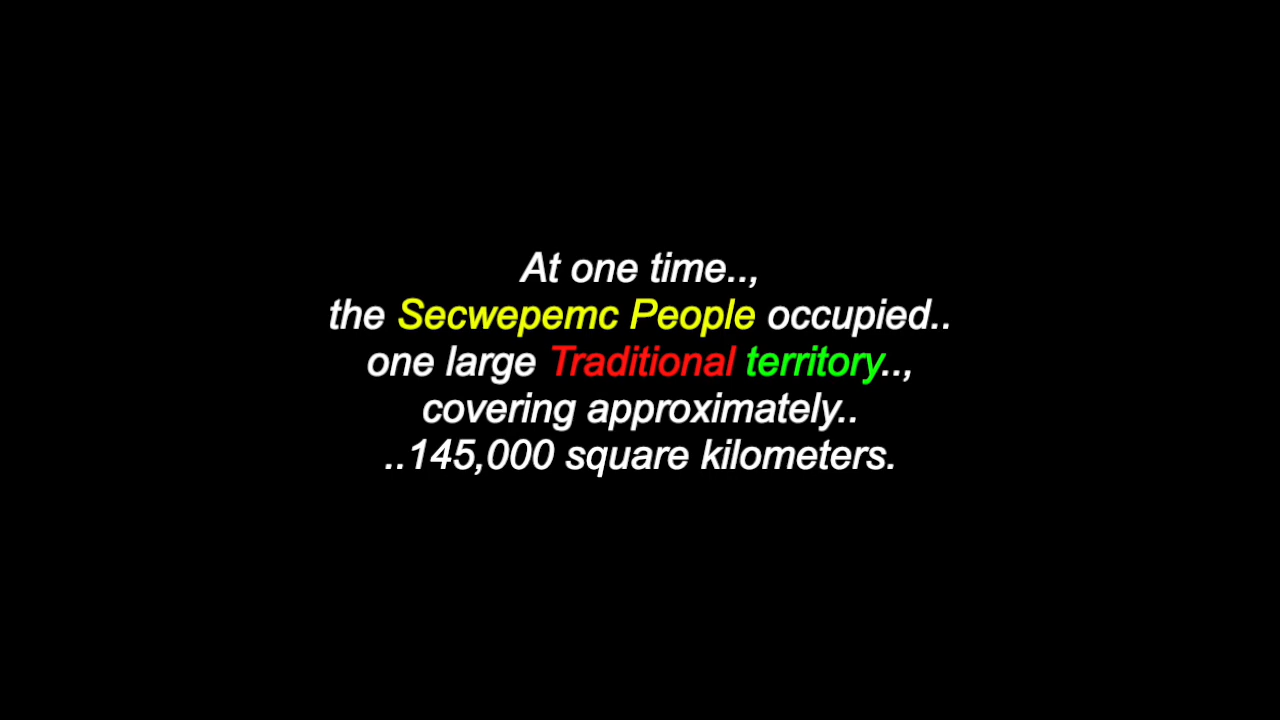 At one time..,
the Secwepemc People occupied..
one large Traditional territory..,
covering approximately..
..145,000 square kilometers.